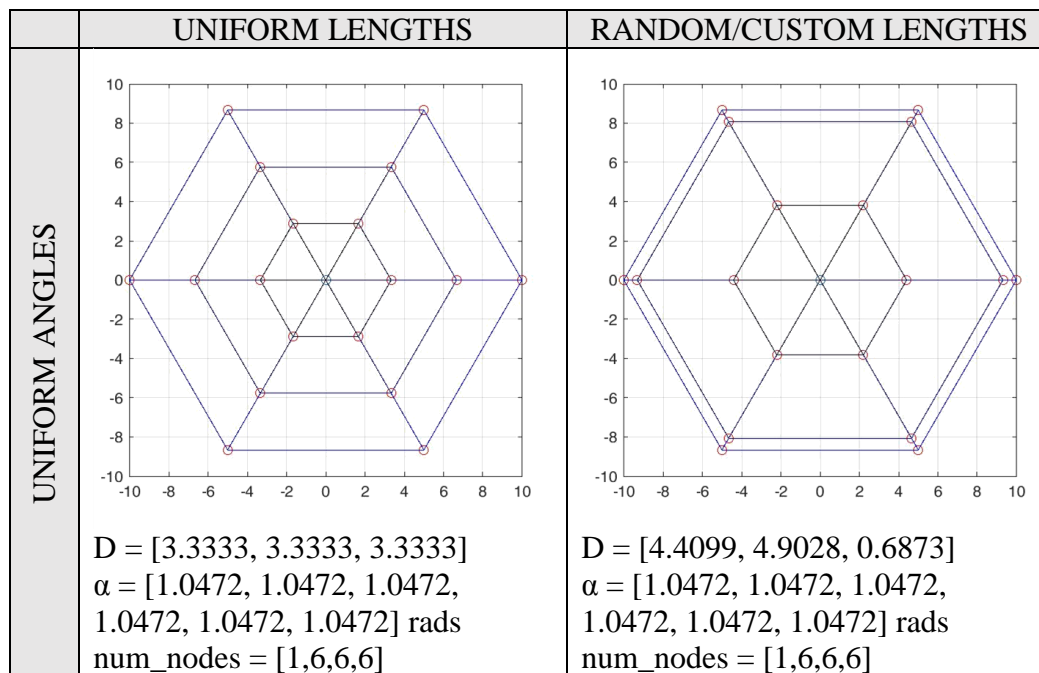 UNIFORM LENGTHS
RANDOM/CUSTOM LENGTHS
UNIFORM ANGLES
10
8
6
4
2
0
-2
-4
-6
-8
-10
-10 -8 -6 -4 -2 0 2 4 6 8 10
D = [3.3333, 3.3333, 3.3333]
α = [1.0472, 1.0472, 1.0472,
1.0472, 1.0472, 1.0472] rads
num_nodes = [1,6,6,6]
10
8
6
4
2
0
-2
-4
-6
-8
-10
-10 -8 -6 -4 -2 0 2 4 6 8 10
D = [4.4099, 4.9028, 0.6873]
α = [1.0472, 1.0472, 1.0472,
1.0472, 1.0472, 1.0472] rads
num_nodes = [1,6,6,6]